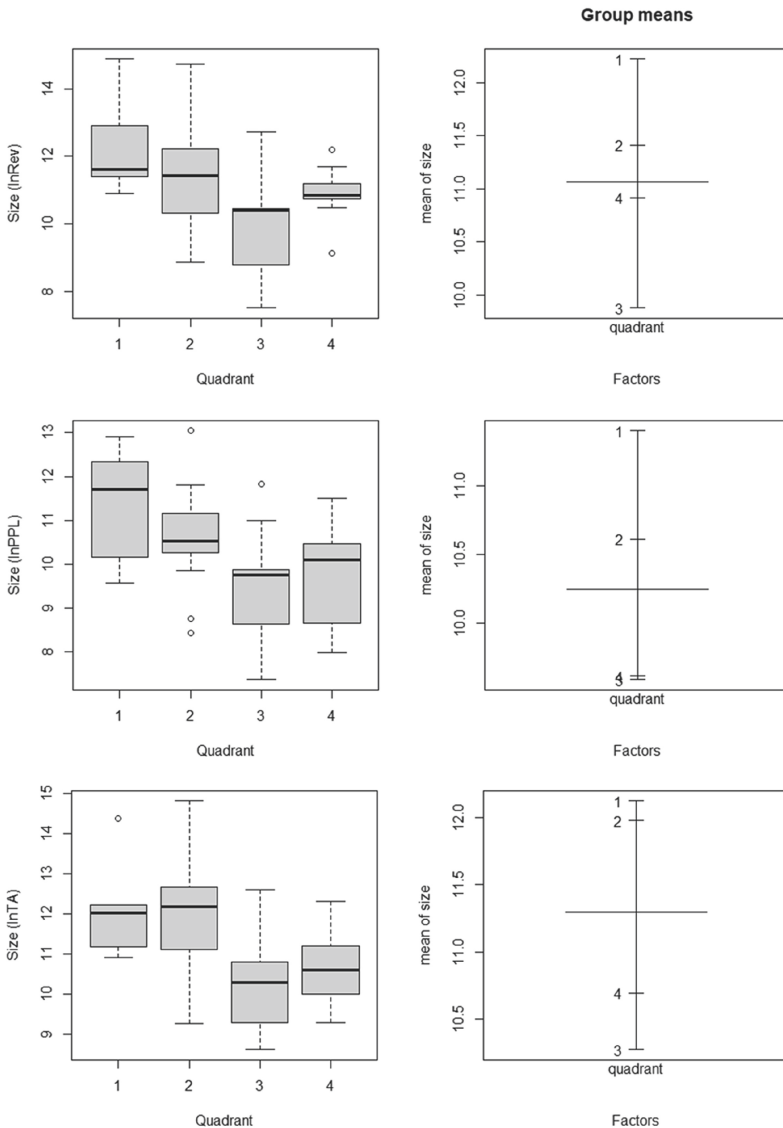 Group means
Size (lnRev)
14
12
10
8
1 2 3 4
Quadrant
mean of size
12.0
11.5
11.0
10.5
10.0
1
2
4
3
quadrant
Factors
Size (lnPPL)
13
12
11
10
9
8
1 2 3 4
Quadrant
mean of size
11.0
10.5
10.0
1
2
4
3
quadrant
Factors
Size (lnTA)
15
14
13
12
11
10
9
1 2 3 4
Quadrant
mean of size
12.0
11.5
11.0
10.5
1
2
4
3
quadrant
Factors